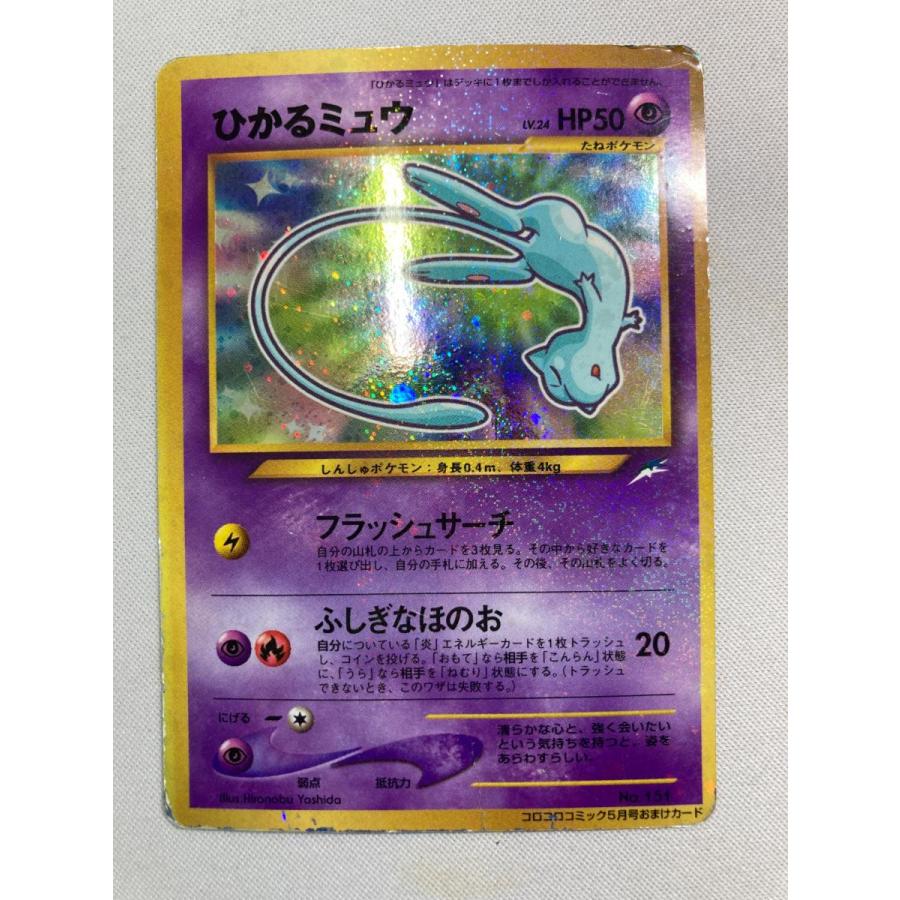 「ひかるミュウ」はデッキに1枚までしか入れることができません。
ひかるミュウ
LV.24 HP50
たねポケモン
しんしゅポケモン：身長0.4m、体重4kg
フラッシュサーチ
自分の山札の上からカードを3枚見る。その中から好きなカードを
1枚選び出し、自分の手札に加える。その後、その山札をよく切る。
ふしぎなほのお
自分についている「炎」エネルギーカードを1枚トラッシュ
し、コインを投げる。「おもて」なら相手を「こんらん」状態
に、「うら」なら相手を「ねむり」状態にする。（トラッシュ
できないとき、このワザは失敗する。）
20
にげる
弱点
抵抗力
清らかな心と、強く会いたい
という気持ちを持つと、姿を
あらわすらしい。
Illus.Hironobu Yoshida
No.151
コロコロコミック5月号おまけカード